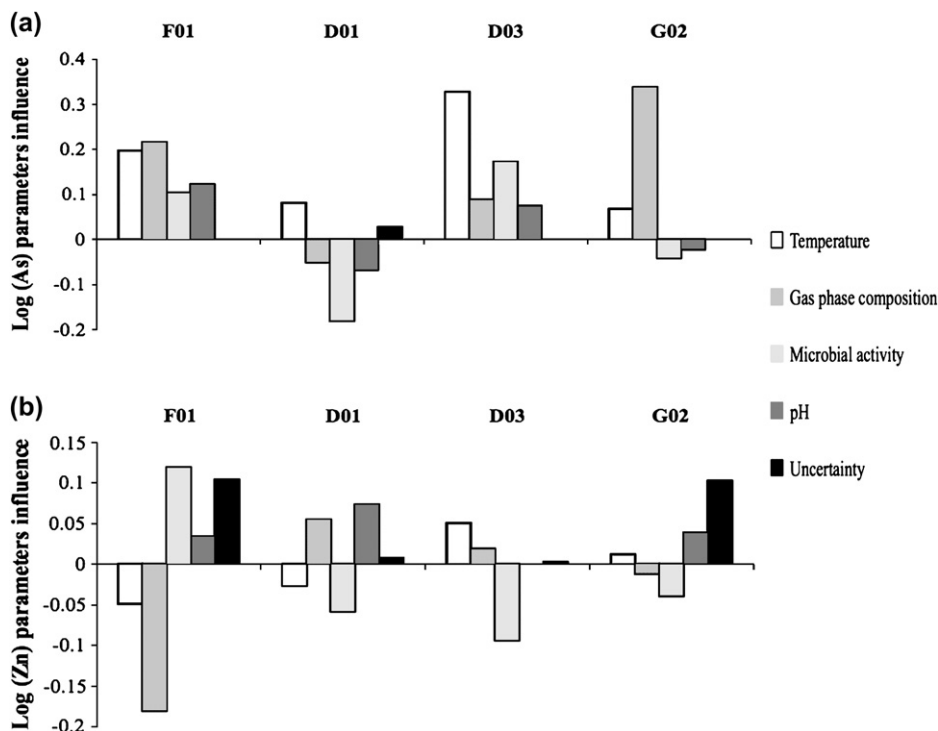 (a)
F01 D01 D03 G02
Log (As) parameters influence
0.4
0.3
0.2
0.1
0
-0.1
-0.2
Temperature
Gas phase composition
Microbial activity
pH
Uncertainty
(b)
F01 D01 D03 G02
Log (Zn) parameters influence
0.15
0.1
0.05
0
-0.05
-0.1
-0.15
-0.2